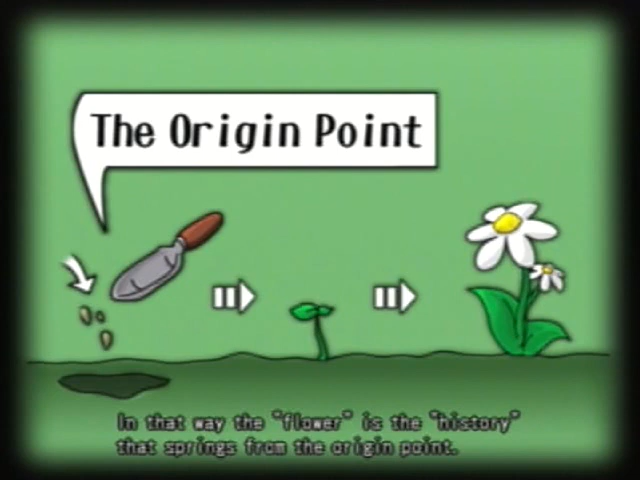 The Origin Point
In that way the "flower" is the "history"
that springs from the origin point.